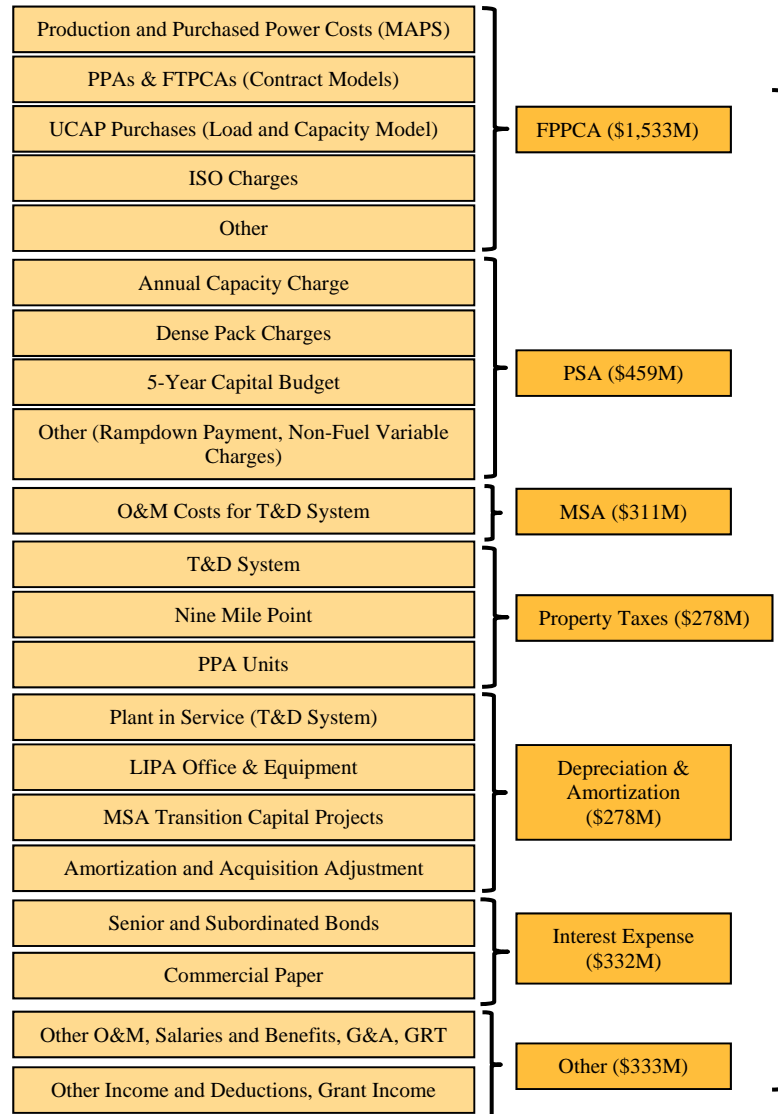 Production and Purchased Power Costs (MAPS)
PPAs & FTPCAs (Contract Models)
UCAP Purchases (Load and Capacity Model)
ISO Charges
Other
FPPCA ($1,533M)
Annual Capacity Charge
Dense Pack Charges
5-Year Capital Budget
Other (Rampdown Payment, Non-Fuel Variable
Charges)
PSA ($459M)
O&M Costs for T&D System
MSA ($311M)
T&D System
Nine Mile Point
PPA Units
Property Taxes ($278M)
Plant in Service (T&D System)
LIPA Office & Equipment
MSA Transition Capital Projects
Amortization and Acquisition Adjustment
Depreciation &
Amortization
($278M)
Senior and Subordinated Bonds
Commercial Paper
Interest Expense
($332M)
Other O&M, Salaries and Benefits, G&A, GRT
Other Income and Deductions, Grant Income
Other ($333M)